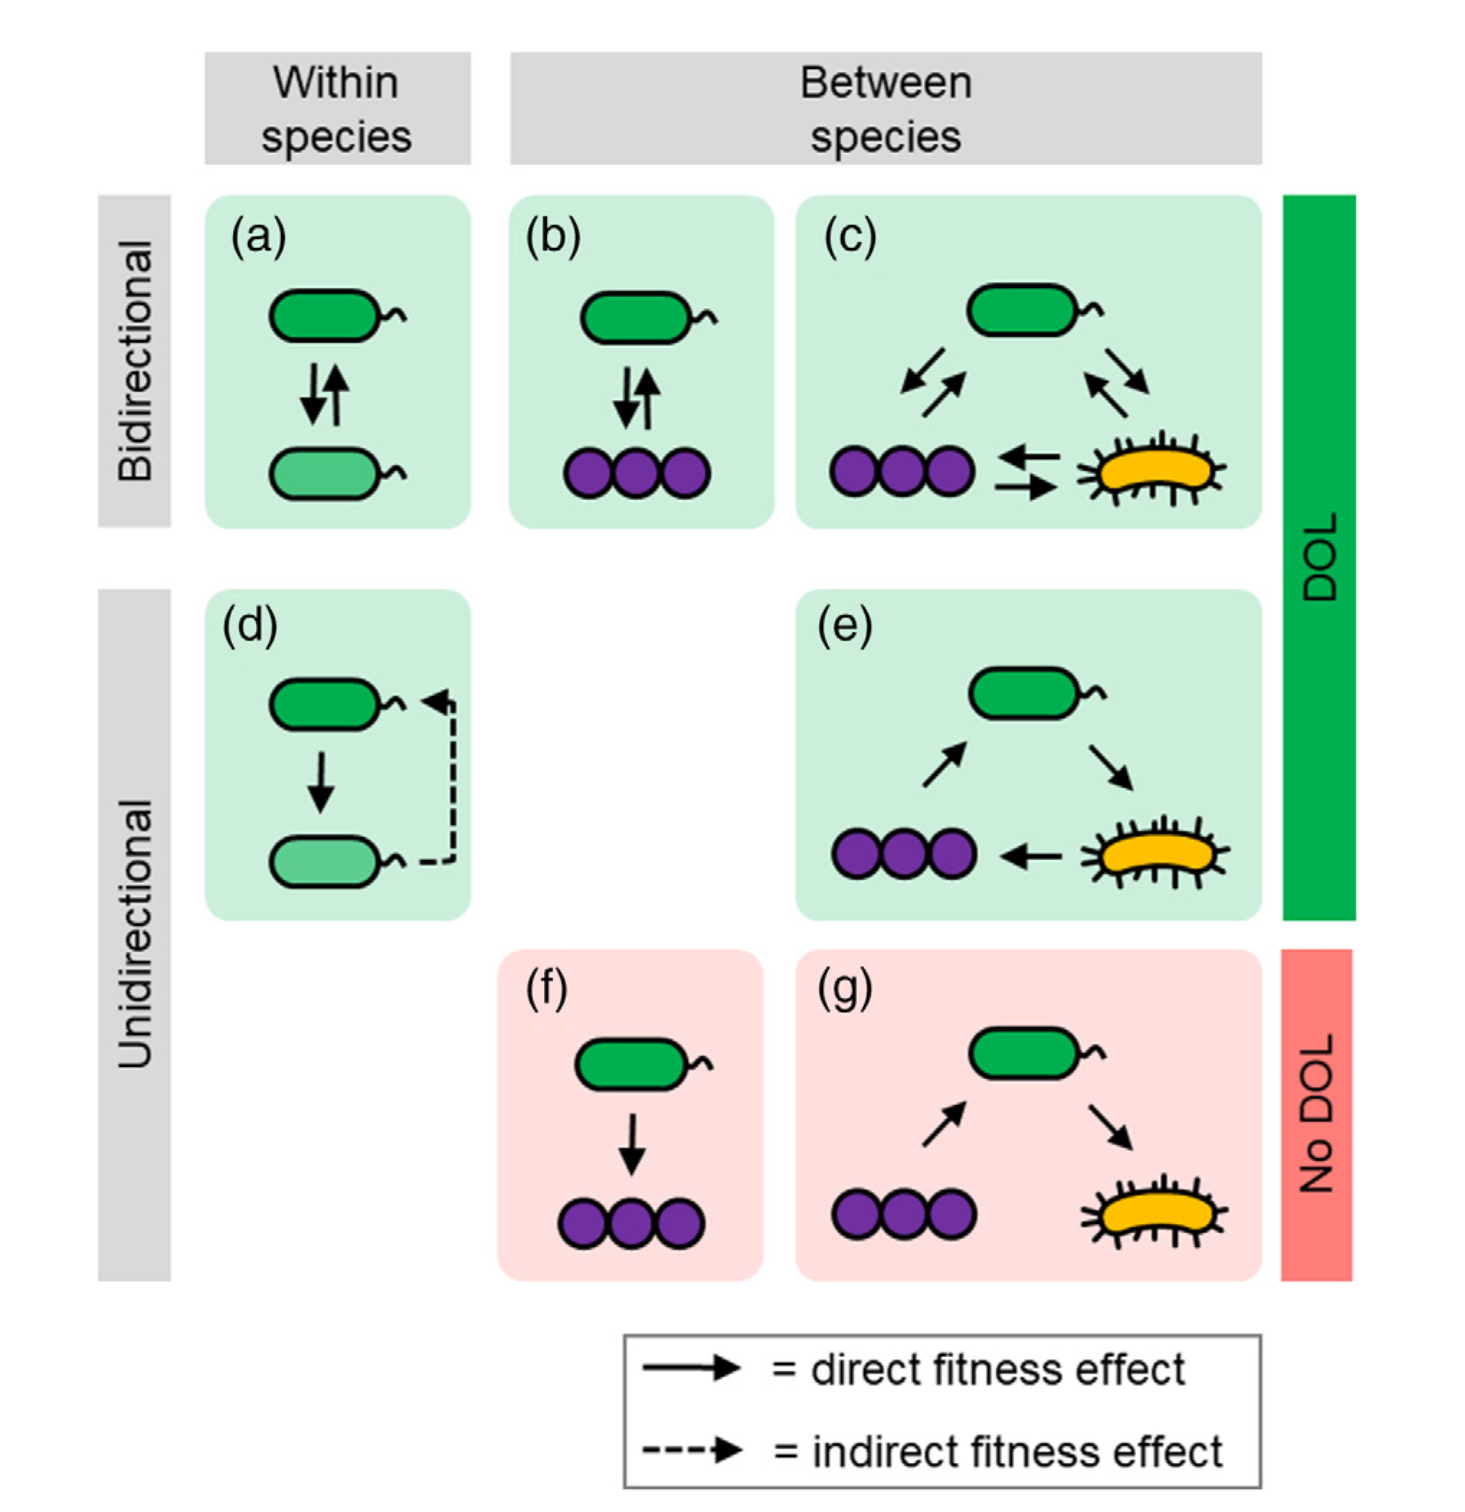 Within
species
Between
species
Bidirectional
(a)
(b)
(c)
DOL
Unidirectional
(d)
(e)
(f)
(g)
No DOL
= direct fitness effect
= indirect fitness effect